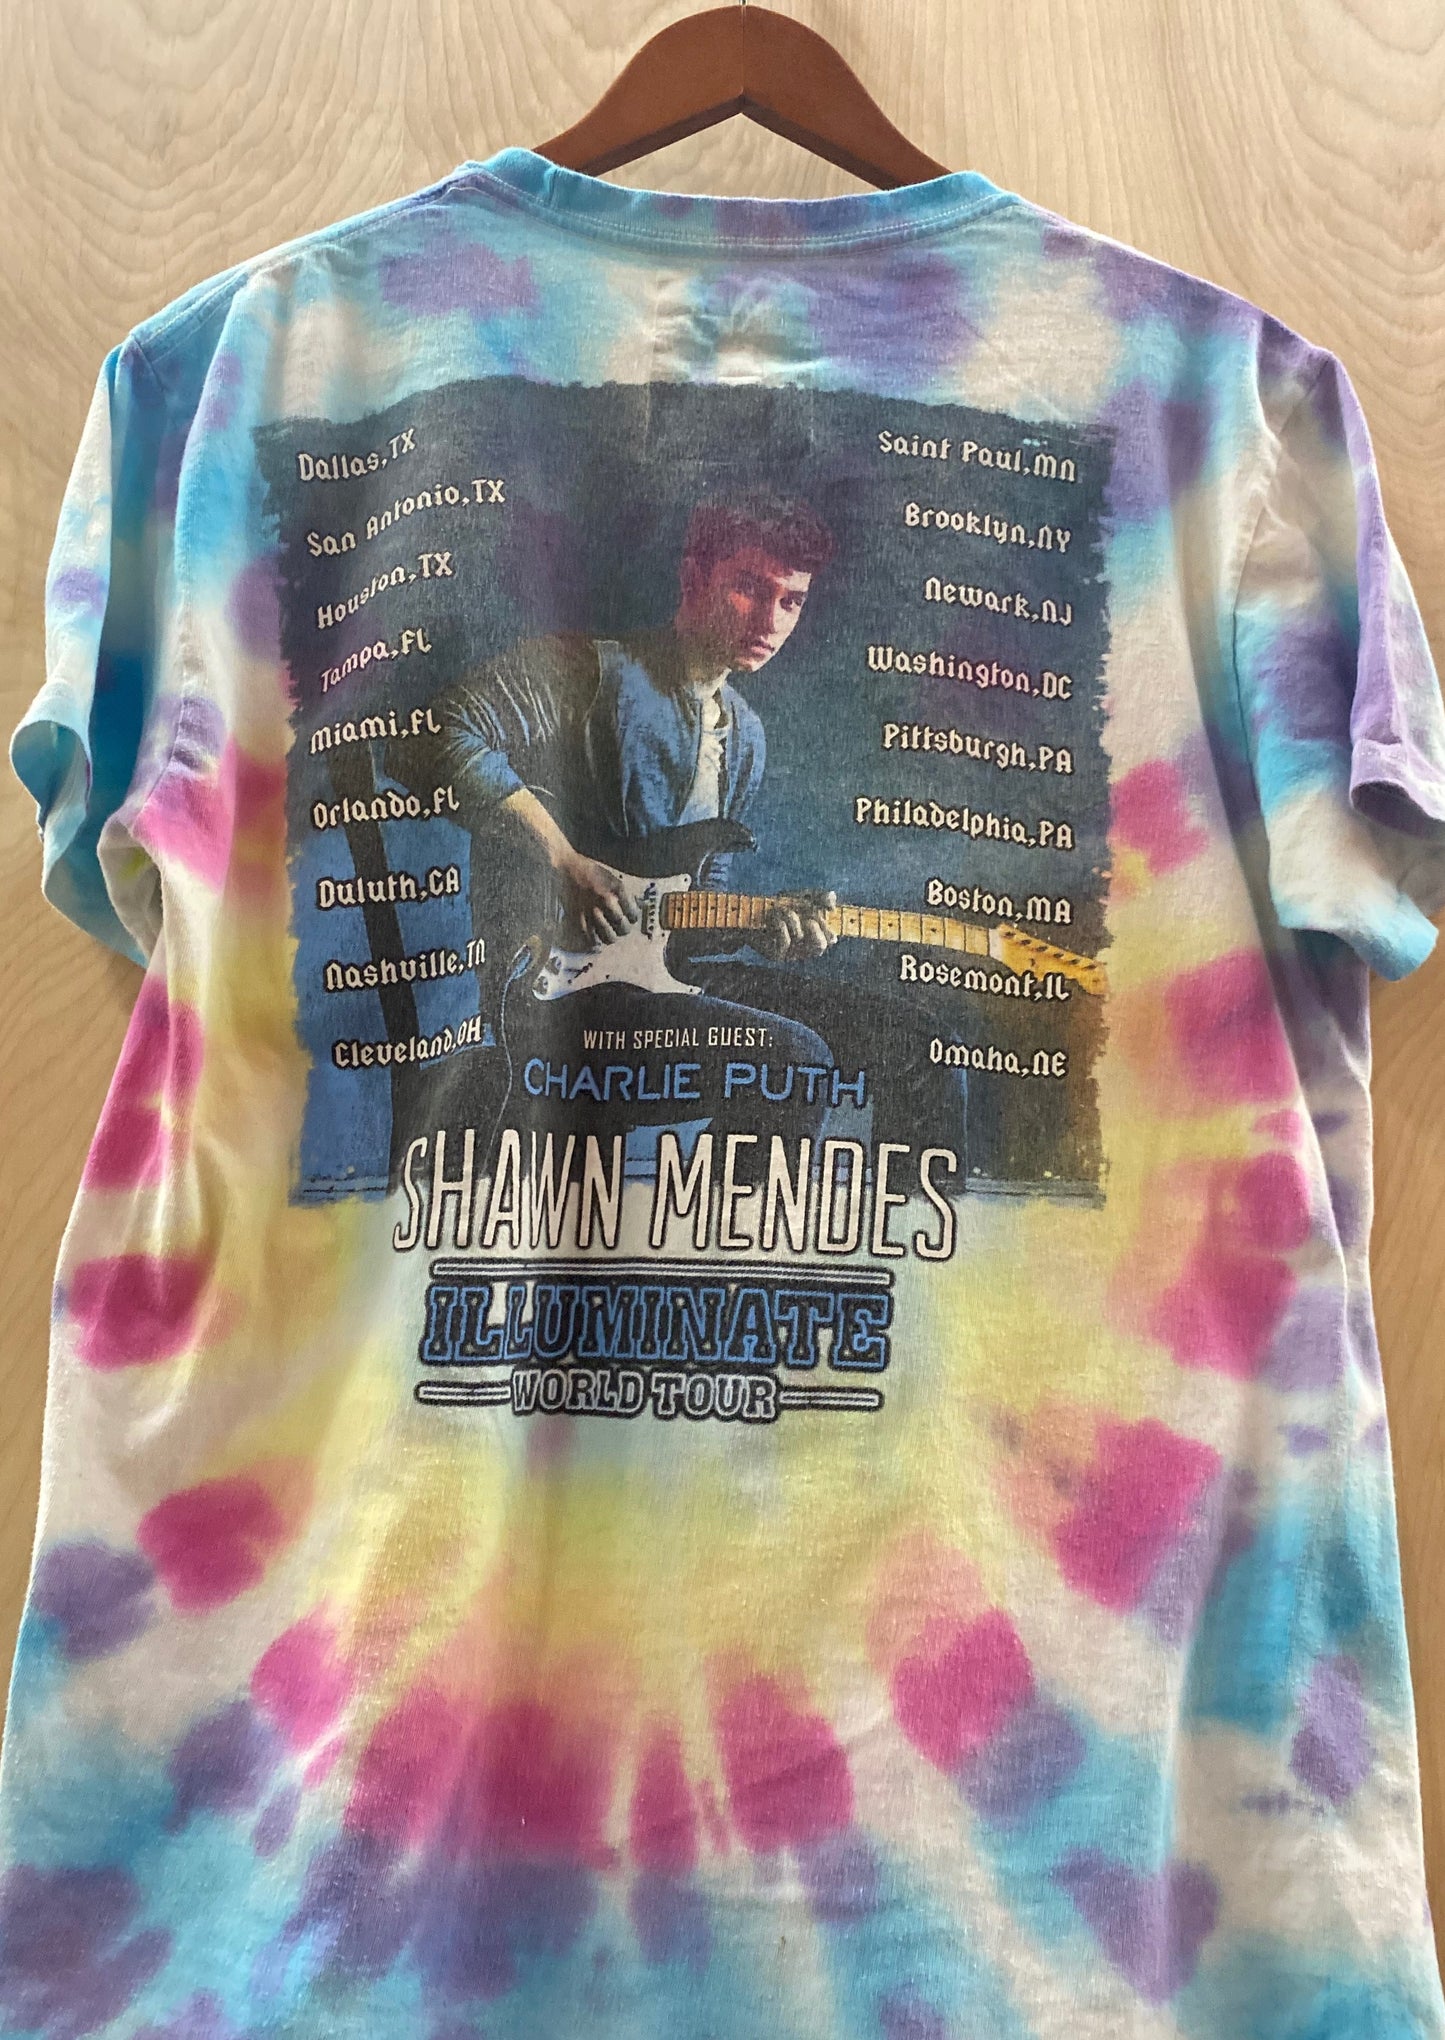 Dallas,TX
San Antonio,TX
Houston,TX
Tampa,FL
Miami,FL
Orlando,FL
Duluth,GA
Nashville,TN
Cleveland,OH
Saint Paul,MN
Brooklyn,NY
Newark,NJ
Washington,DC
Pittsburgh,PA
Philadelphia,PA
Boston,MA
Rosemont,IL
Omaha,NE
WITH SPECIAL GUEST:
CHARLIE PUTH
SHAWN MENDES
ILLUMINATE
WORLD TOUR